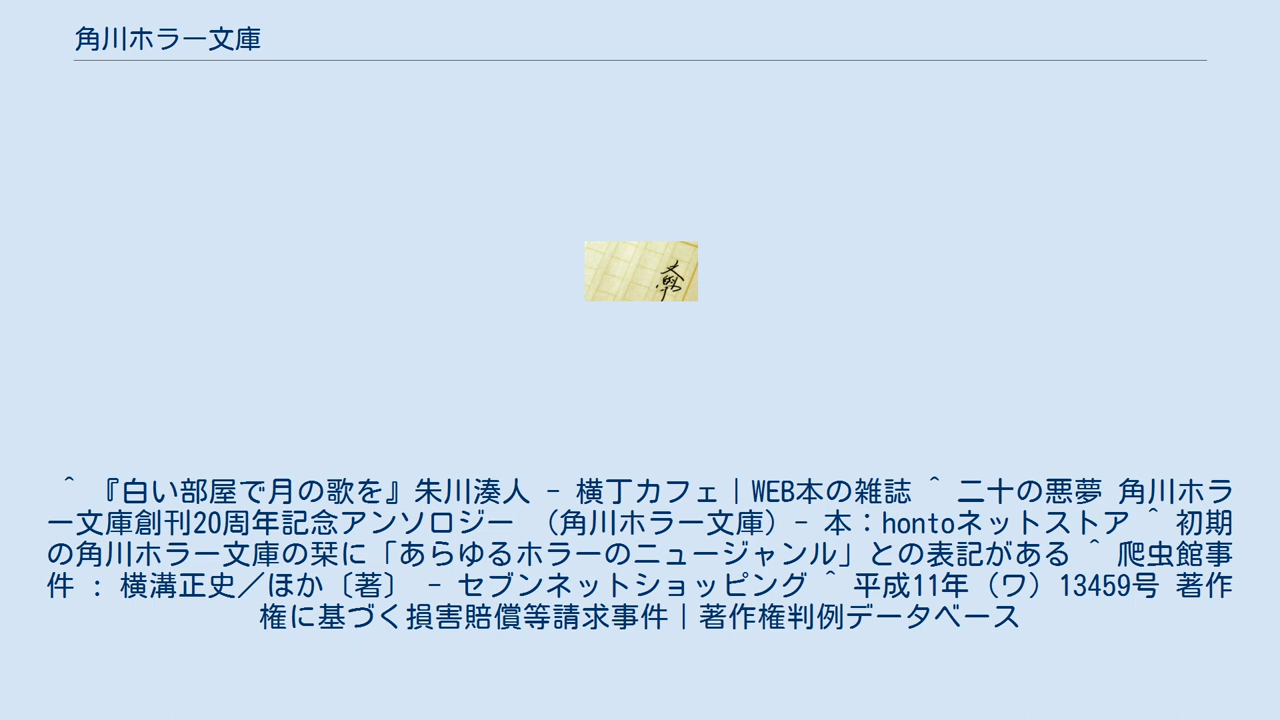 角川ホラー文庫
^ 『白い部屋で月の歌を』朱川湊人 - 横丁カフェ｜WEB本の雑誌 ^ 二十の悪夢 角川ホラ
ー文庫創刊20周年記念アンソロジー （角川ホラー文庫）- 本：hontoネットストア ^ 初期
の角川ホラー文庫の栞に「あらゆるホラーのニュージャンル」との表記がある ^ 爬虫館事
件 : 横溝正史／ほか〔著〕 - セブンネットショッピング ^ 平成11年（ワ）13459号 著作
権に基づく損害賠償等請求事件｜著作権判例データベース